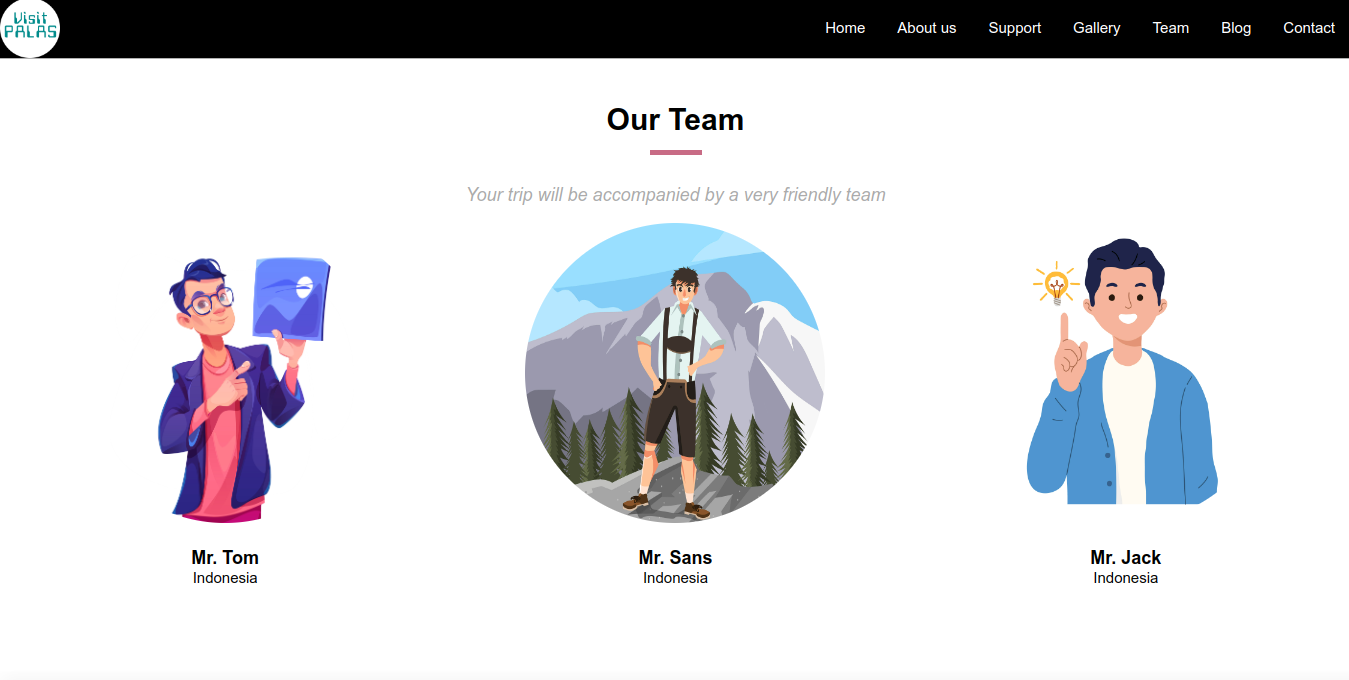 Visit
PALAS
Home About us Support Gallery Team Blog Contact
Our Team
Your trip will be accompanied by a very friendly team
Mr. Tom
Indonesia
Mr. Sans
Indonesia
Mr. Jack
Indonesia